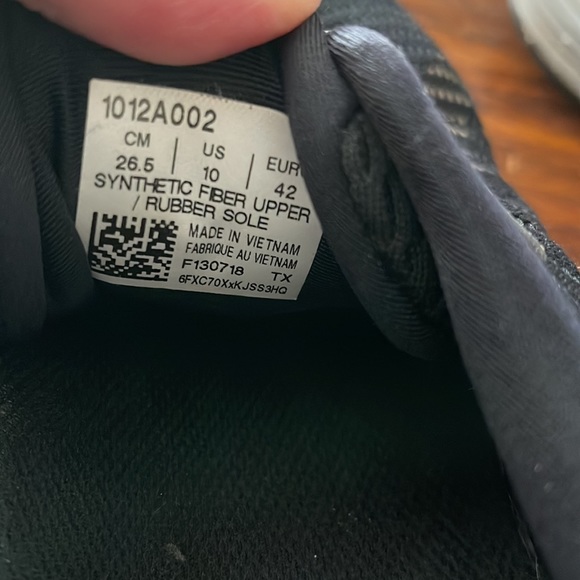 1012A002
CM | US | EUR
26.5 | 10 | 42
SYNTHETIC FIBER UPPER
/ RUBBER SOLE
MADE IN VIETNAM
FABRIQUE AU VIETNAM
F130718 TX
6FXC70XxKJSS3HQ